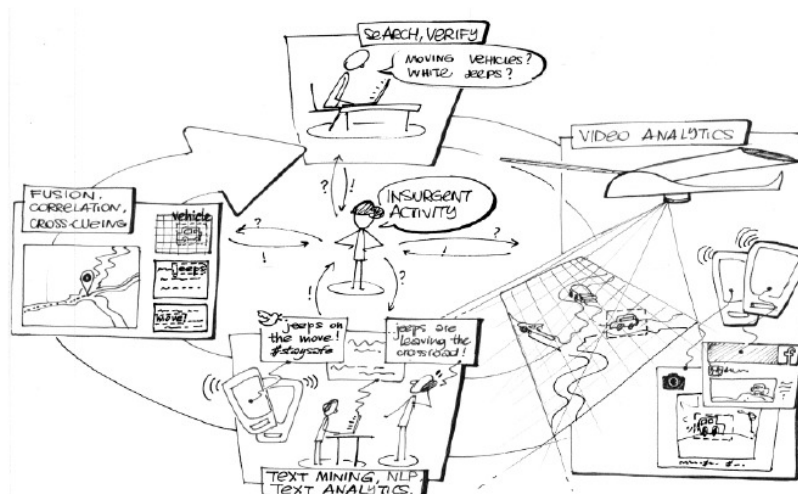 SEARCH, VERIFY
MOVING VEHICLES?
WHITE JEEPS?
VIDEO ANALYTICS
FUSION,
CORRELATION,
CROSS-CUEING
vehicle
jeeps
move?
INSURGENT
ACTIVITY
?
!
?
!
?
!
!
?
jeeps on
the move!
#staysafe
jeeps are
leaving the
crossroad!
f
TEXT MINING, NLP,
TEXT ANALYTICS.